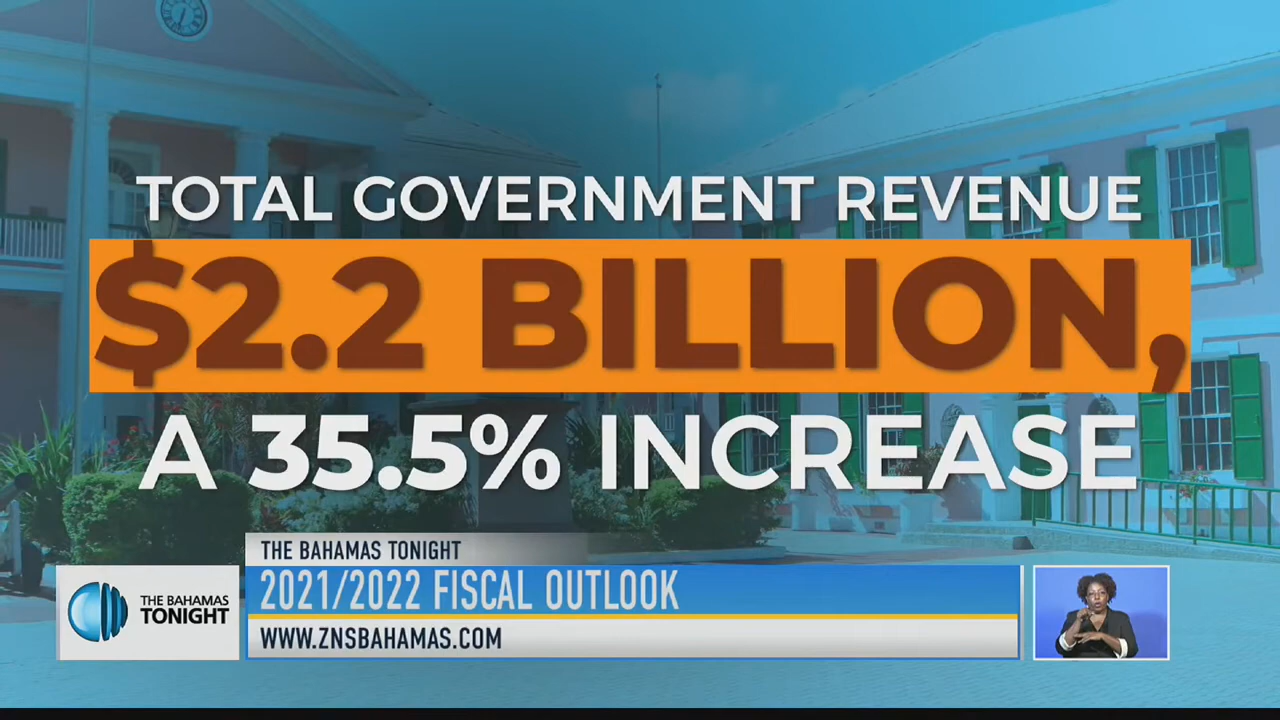 TOTAL GOVERNMENT REVENUE
$2.2 BILLION,
A 35.5% INCREASE
THE BAHAMAS TONIGHT
2021/2022 FISCAL OUTLOOK
WWW.ZNSBAHAMAS.COM
THE BAHAMAS
TONIGHT